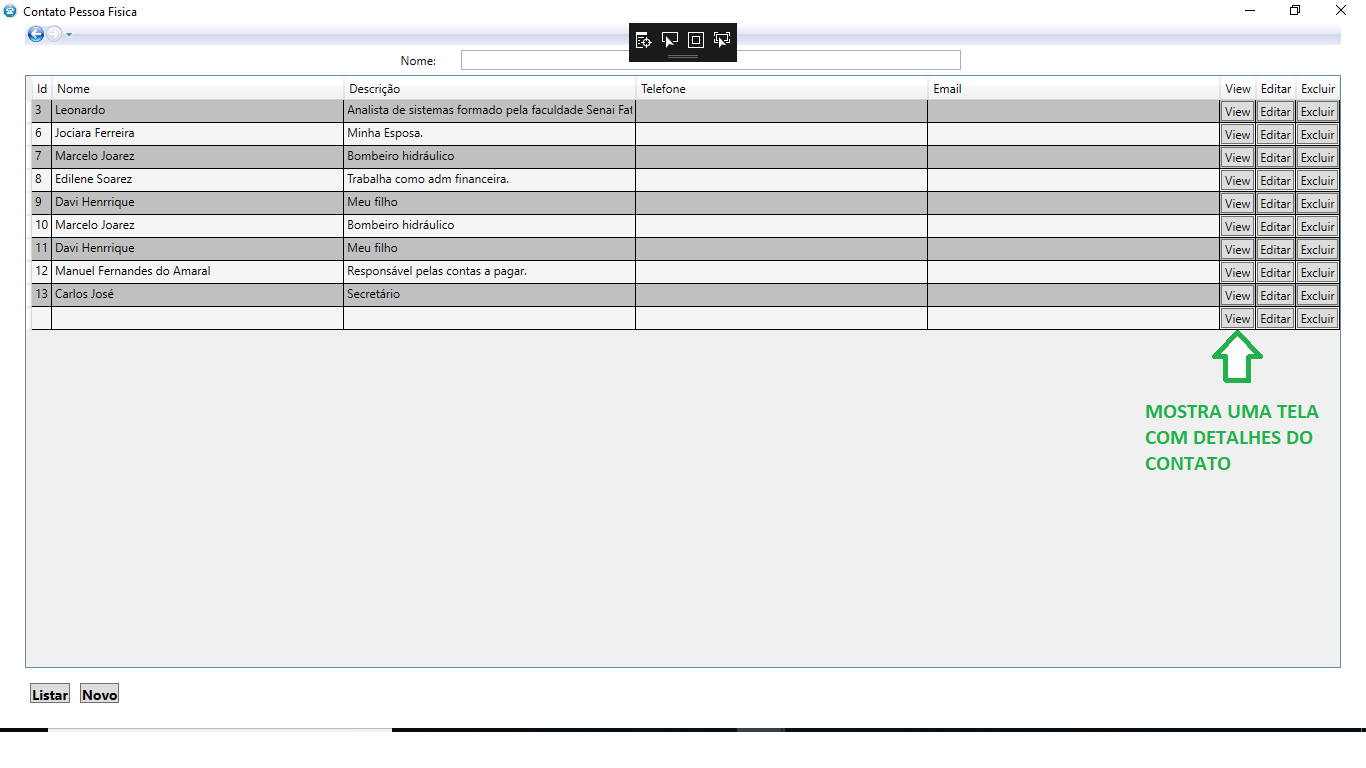 Contato Pessoa Fisica
Nome:
Id Nome Descrição Telefone Email View Editar Excluir
3 Leonardo Analista de sistemas formado pela faculdade Senai Fat View Editar Excluir
6 Jociara Ferreira Minha Esposa. View Editar Excluir
7 Marcelo Joarez Bombeiro hidráulico View Editar Excluir
8 Edilene Soarez Trabalha como adm financeira. View Editar Excluir
9 Davi Henrrique Meu filho View Editar Excluir
10 Marcelo Joarez Bombeiro hidráulico View Editar Excluir
11 Davi Henrrique Meu filho View Editar Excluir
12 Manuel Fernandes do Amaral Responsável pelas contas a pagar. View Editar Excluir
13 Carlos José Secretário View Editar Excluir
View Editar Excluir
MOSTRA UMA TELA
COM DETALHES DO
CONTATO
Listar Novo